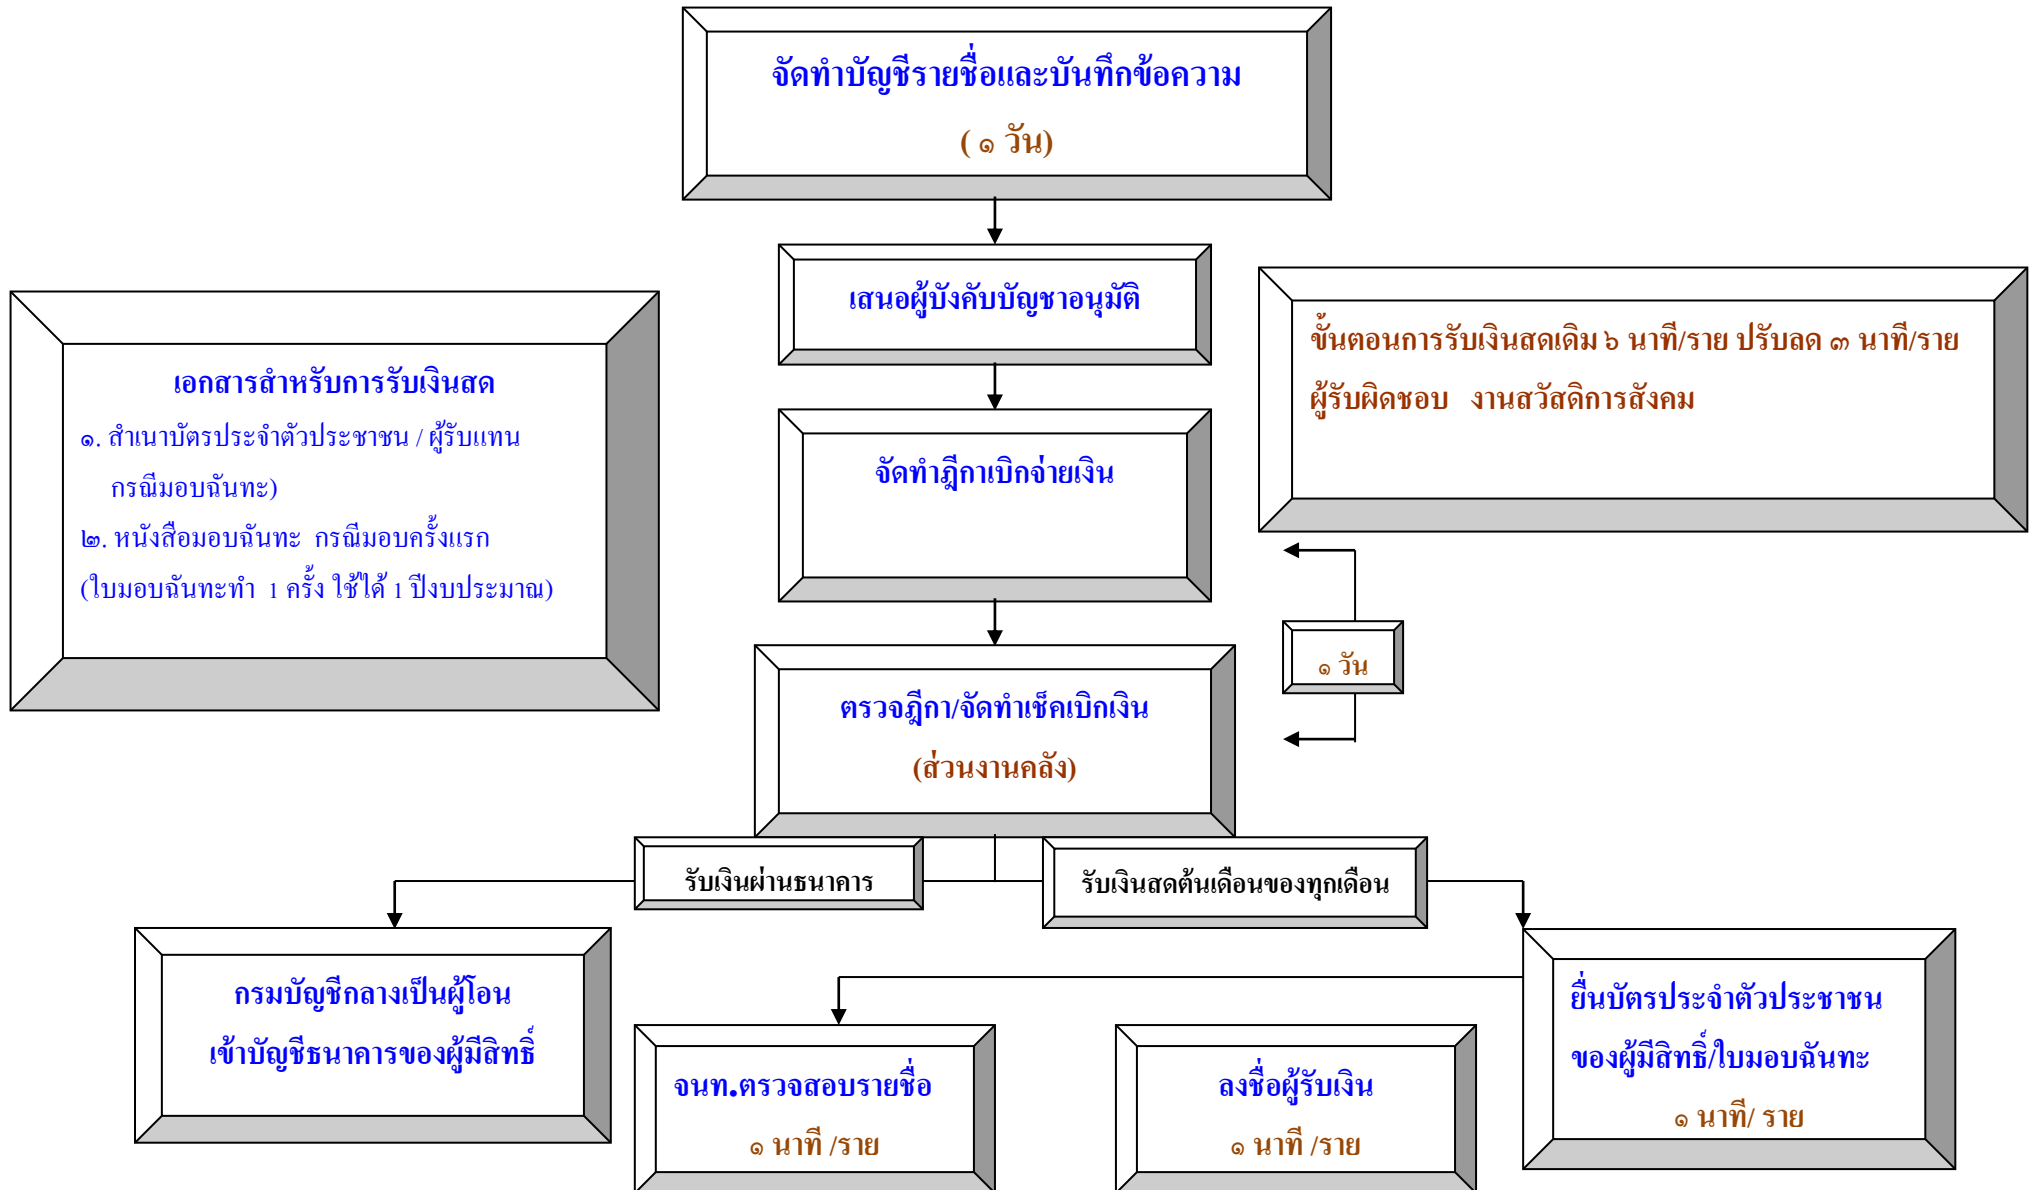 จัดทำบัญชีรายชื่อและบันทึกข้อความ
( ๑ วัน)
เสนอผู้บังคับบัญชาอนุมัติ
ขั้นตอนการรับเงินสดเดิม ๖ นาที/ราย ปรับลด ๓ นาที/ราย
ผู้รับผิดชอบ งานสวัสดิการสังคม
เอกสารสำหรับการรับเงินสด
๑. สำเนาบัตรประจำตัวประชาชน / ผู้รับแทน
กรณีมอบฉันทะ)
๒. หนังสือมอบฉันทะ กรณีมอบครั้งแรก
(ใบมอบฉันทะทำ 1 ครั้ง ใช้ได้ 1 ปีงบประมาณ)
จัดทำฎีกาเบิกจ่ายเงิน
๑ วัน
ตรวจฎีกา/จัดทำเช็คเบิกเงิน
(ส่วนงานคลัง)
รับเงินผ่านธนาคาร
รับเงินสดต้นเดือนของทุกเดือน
กรมบัญชีกลางเป็นผู้โอน
เข้าบัญชีธนาคารของผู้มีสิทธิ์
จนท.ตรวจสอบรายชื่อ
๑ นาที /ราย
ลงชื่อผู้รับเงิน
๑ นาที /ราย
ยื่นบัตรประจำตัวประชาชน
ของผู้มีสิทธิ์/ใบมอบฉันทะ
๑ นาที/ ราย